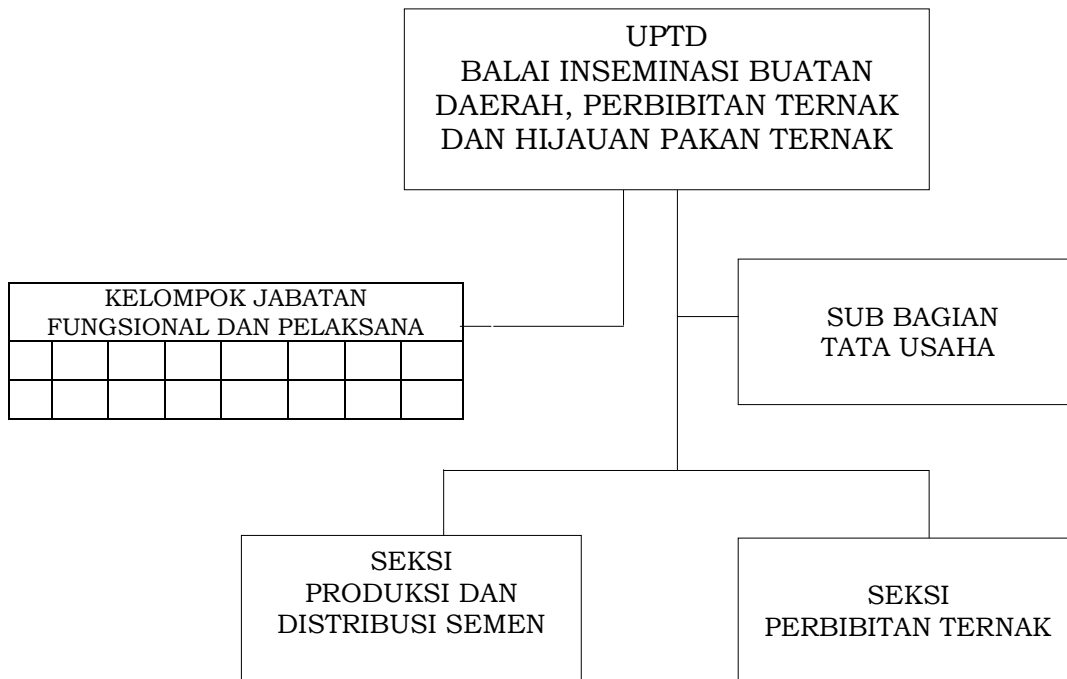 UPTD
BALAI INSEMINASI BUATAN
DAERAH, PERBIBITAN TERNAK
DAN HIJAUAN PAKAN TERNAK
KELOMPOK JABATAN
FUNGSIONAL DAN PELAKSANA
SUB BAGIAN
TATA USAHA
SEKSI
PRODUKSI DAN
DISTRIBUSI SEMEN
SEKSI
PERBIBITAN TERNAK